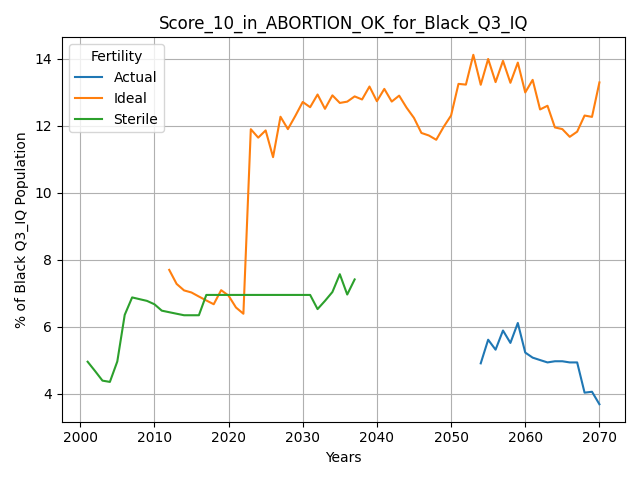 Score_10_in_ABORTION_OK_for_Black_Q3_IQ
Fertility
Actual
Ideal
Sterile
% of Black Q3_IQ Population
14
12
10
8
6
4
2000 2010 2020 2030 2040 2050 2060 2070
Years